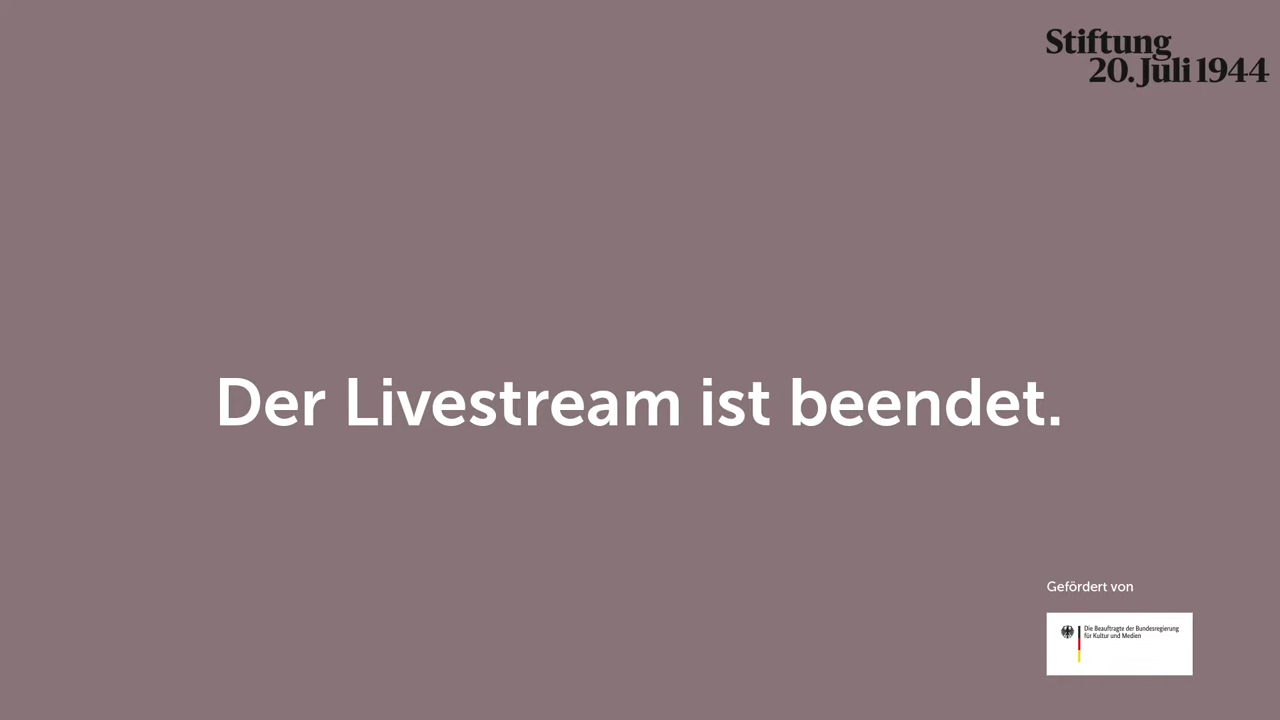 Stiftung
20. Juli 1944
Der Livestream ist beendet.
Gefördert von
Die Beauftragte der Bundesregierung
für Kultur und Medien